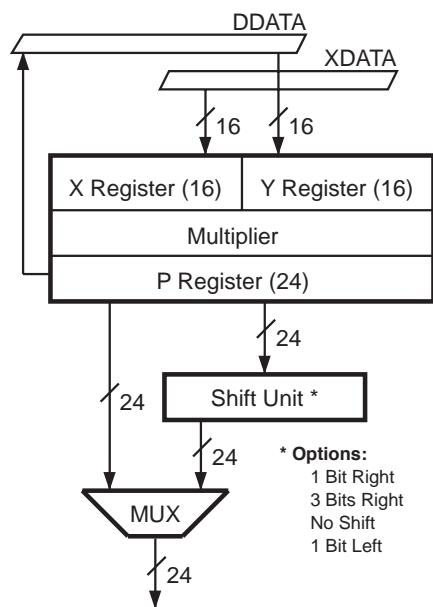 DDATA
XDATA
16 16
X Register (16) Y Register (16)
Multiplier
P Register (24)
24
Shift Unit *
24
24
* Options:
1 Bit Right
3 Bits Right
No Shift
1 Bit Left
MUX
24